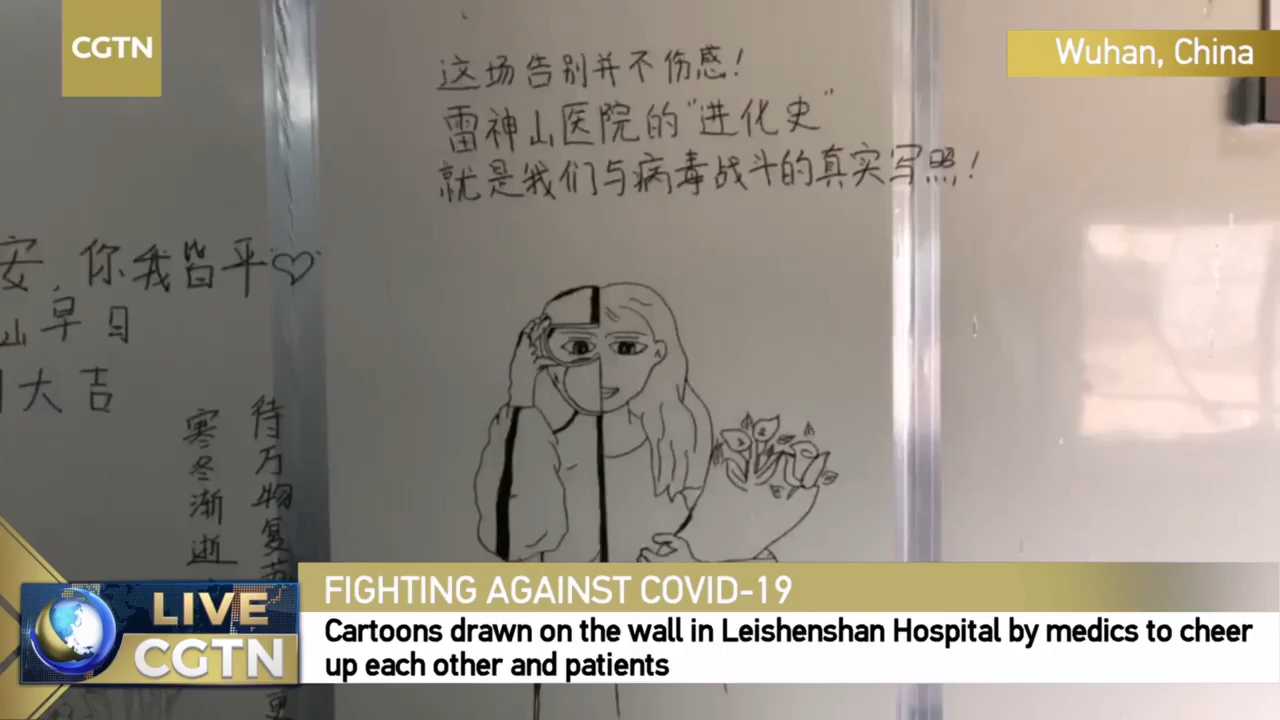 CGTN
Wuhan, China
这场告别并不伤感！
雷神山医院的“进化史”
就是我们与病毒战斗的真实写照！
安，你我皆平
山早日
大吉
待万物复苏
寒冬渐逝
更
LIVE
CGTN
FIGHTING AGAINST COVID-19
Cartoons drawn on the wall in Leishenshan Hospital by medics to cheer
up each other and patients